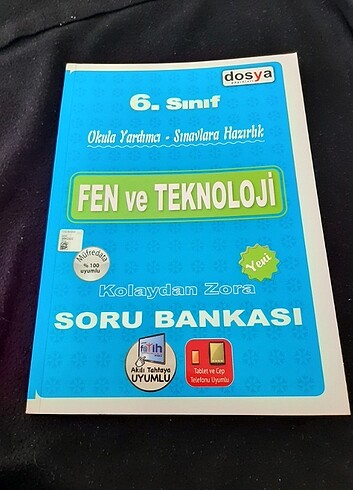 dosya
6. Sınıf
Okula Yardımcı - Sınavlara Hazırlık
FEN ve TEKNOLOJİ
Müfredata
% 100
uyumlu
Yeni
Kolaydan Zora
SORU BANKASI
Akıllı Tahtaya
UYUMLU
Tablet ve Cep
Telefonu Uyumlu